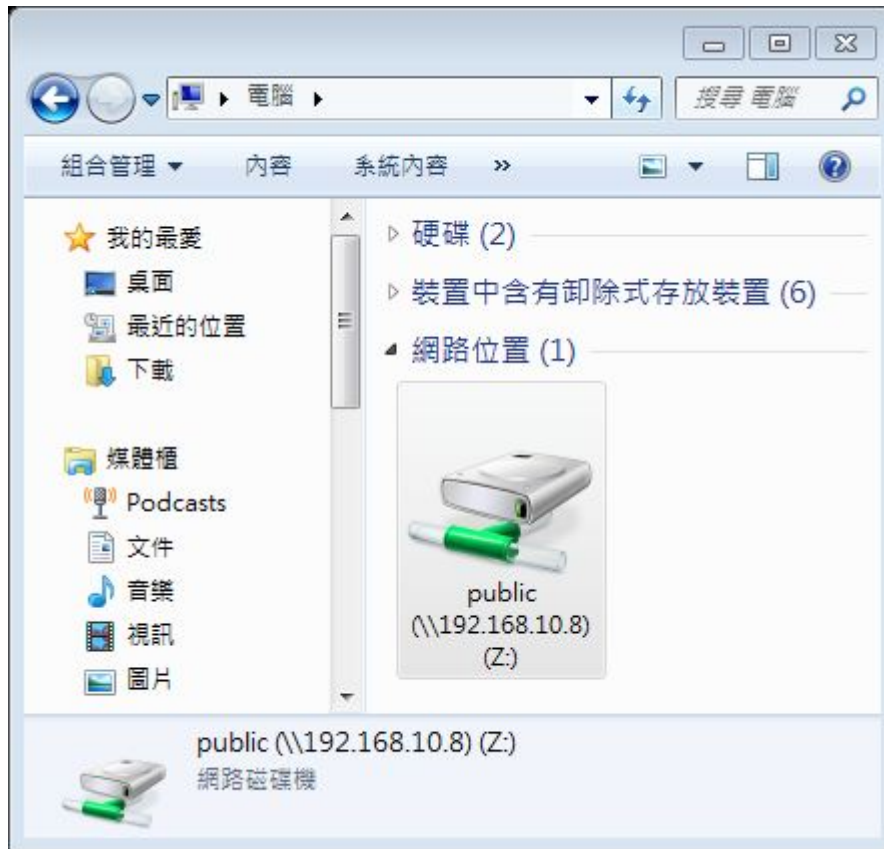 電腦
搜尋 電腦
組合管理 內容 系統內容 »
我的最愛
桌面
最近的位置
下載
媒體櫃
Podcasts
文件
音樂
視訊
圖片
硬碟 (2)
裝置中含有卸除式存放裝置 (6)
網路位置 (1)
public
(\\192.168.10.8)
(Z:)
public (\\192.168.10.8) (Z:)
網路磁碟機